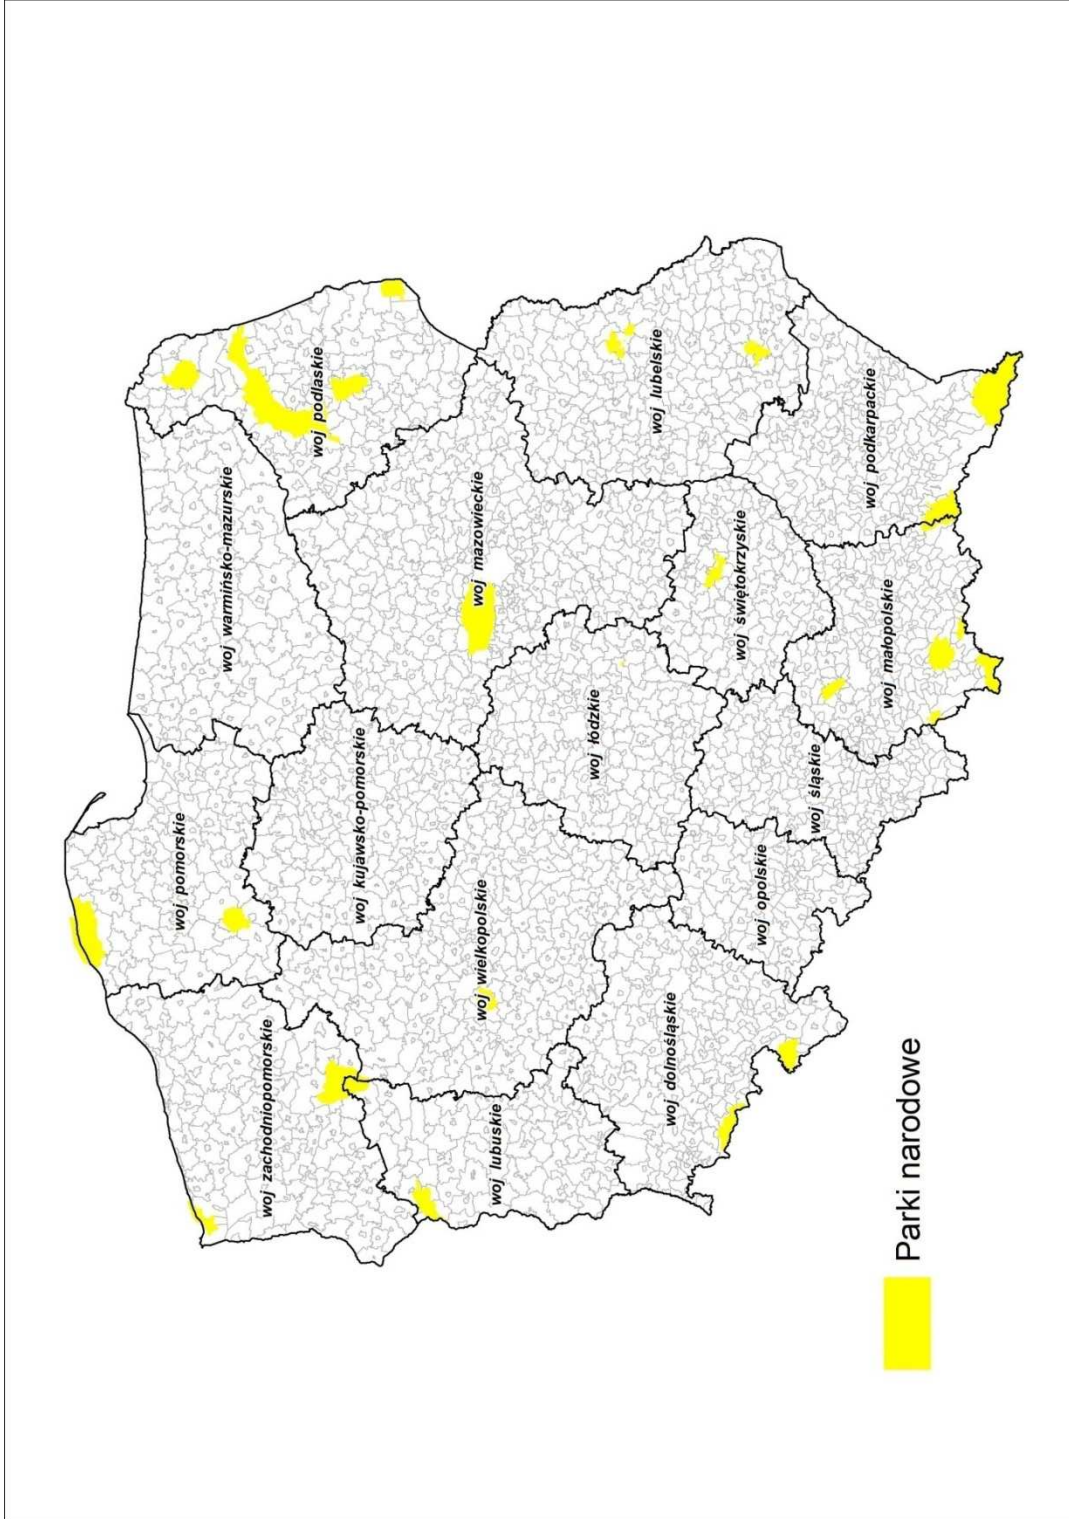 woj pomorskie
woj warmińsko-mazurskie
woj zachodniopomorskie
woj podlaskie
woj kujawsko-pomorskie
woj mazowieckie
woj wielkopolskie
woj lubuskie
woj łódzkie
woj lubelskie
woj dolnośląskie
woj świętokrzyskie
woj opolskie
woj śląskie
woj podkarpackie
woj małopolskie
Parki narodowe